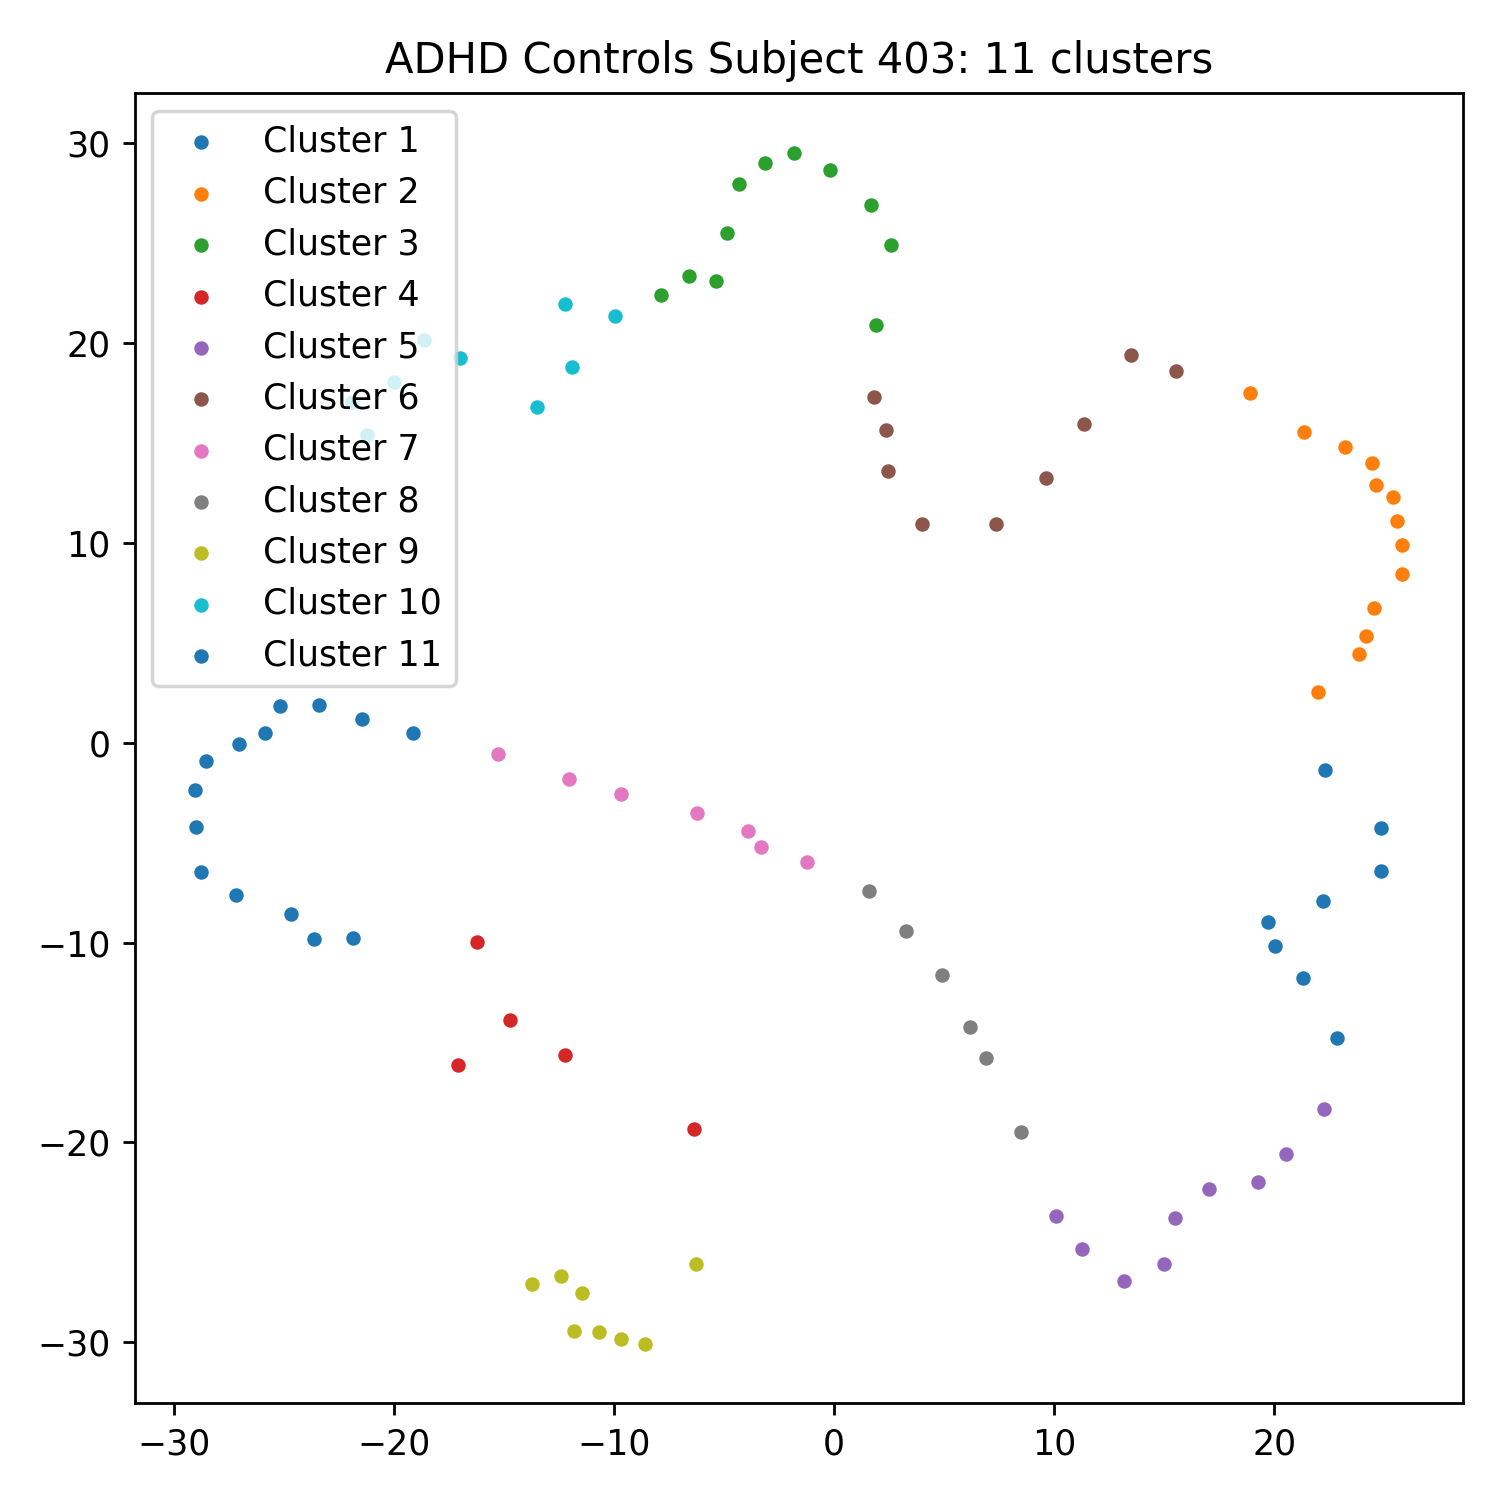 ADHD Controls Subject 403: 11 clusters
Cluster 1
Cluster 2
Cluster 3
Cluster 4
Cluster 5
Cluster 6
Cluster 7
Cluster 8
Cluster 9
Cluster 10
Cluster 11
30
20
10
0
−10
−20
−30
−30 −20 −10 0 10 20